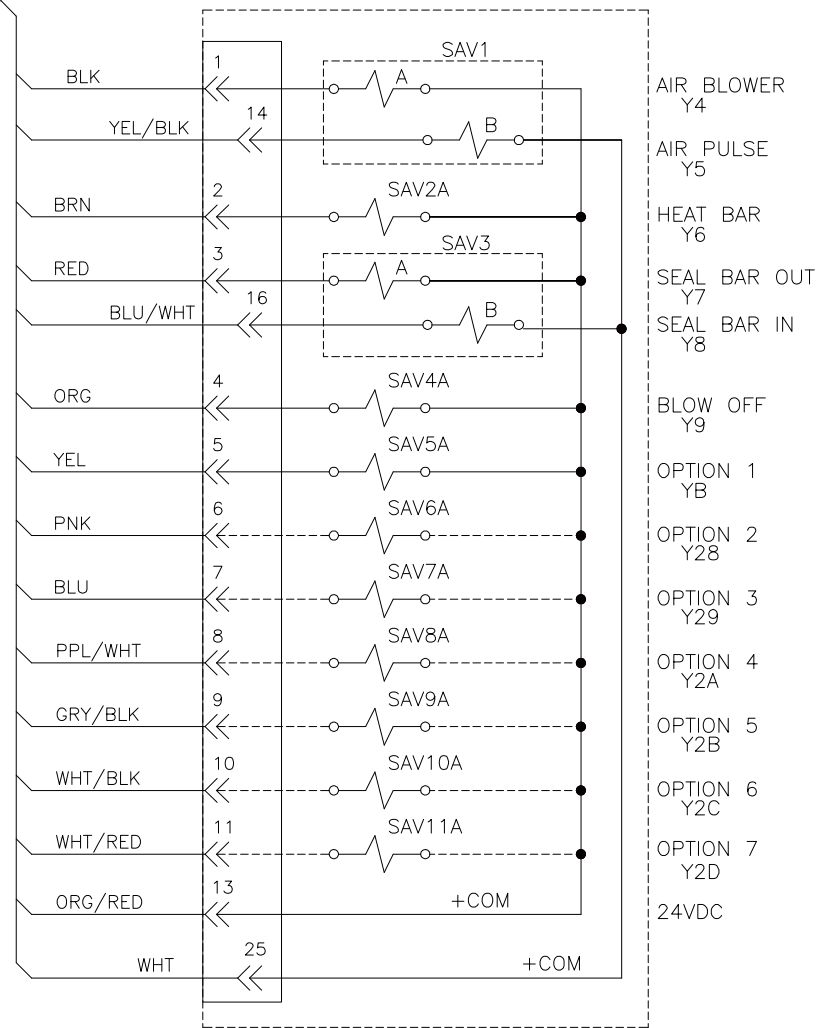 SAV1
1
BLK
A
AIR BLOWER
Y4
14
YEL/BLK
B
AIR PULSE
Y5
2
BRN
SAV2A
HEAT BAR
Y6
SAV3
3
RED
A
SEAL BAR OUT
Y7
16
BLU/WHT
B
SEAL BAR IN
Y8
4
ORG
SAV4A
BLOW OFF
Y9
5
YEL
SAV5A
OPTION 1
YB
6
PNK
SAV6A
OPTION 2
Y28
7
BLU
SAV7A
OPTION 3
Y29
8
PPL/WHT
SAV8A
OPTION 4
Y2A
9
GRY/BLK
SAV9A
OPTION 5
Y2B
10
WHT/BLK
SAV10A
OPTION 6
Y2C
11
WHT/RED
SAV11A
OPTION 7
Y2D
13
ORG/RED
+COM
24VDC
25
WHT
+COM